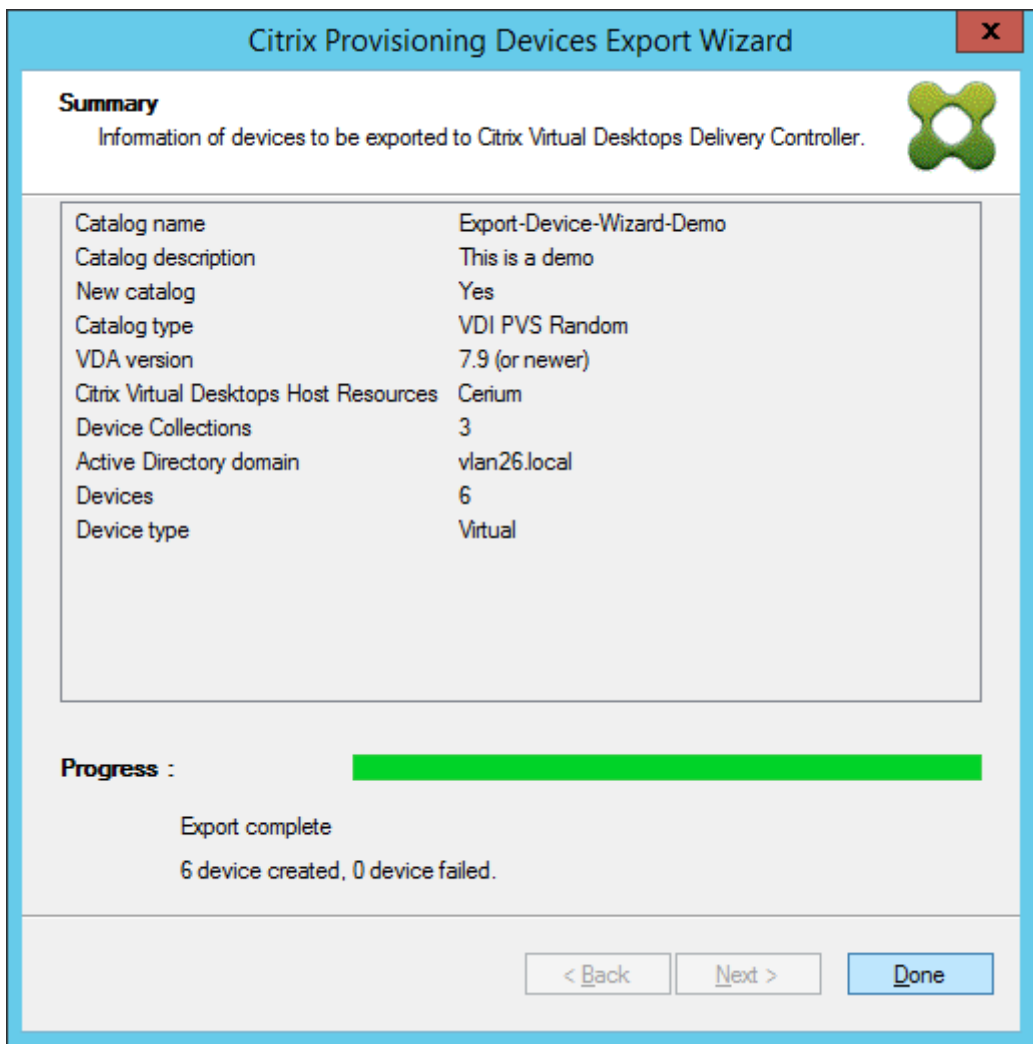 Citrix Provisioning Devices Export Wizard
x
Summary
Information of devices to be exported to Citrix Virtual Desktops Delivery Controller.
Catalog name Export-Device-Wizard-Demo
Catalog description This is a demo
New catalog Yes
Catalog type VDI PVS Random
VDA version 7.9 (or newer)
Citrix Virtual Desktops Host Resources Cerium
Device Collections 3
Active Directory domain vlan26.local
Devices 6
Device type Virtual
Progress :
Export complete
6 device created, 0 device failed.
< Back Next > Done